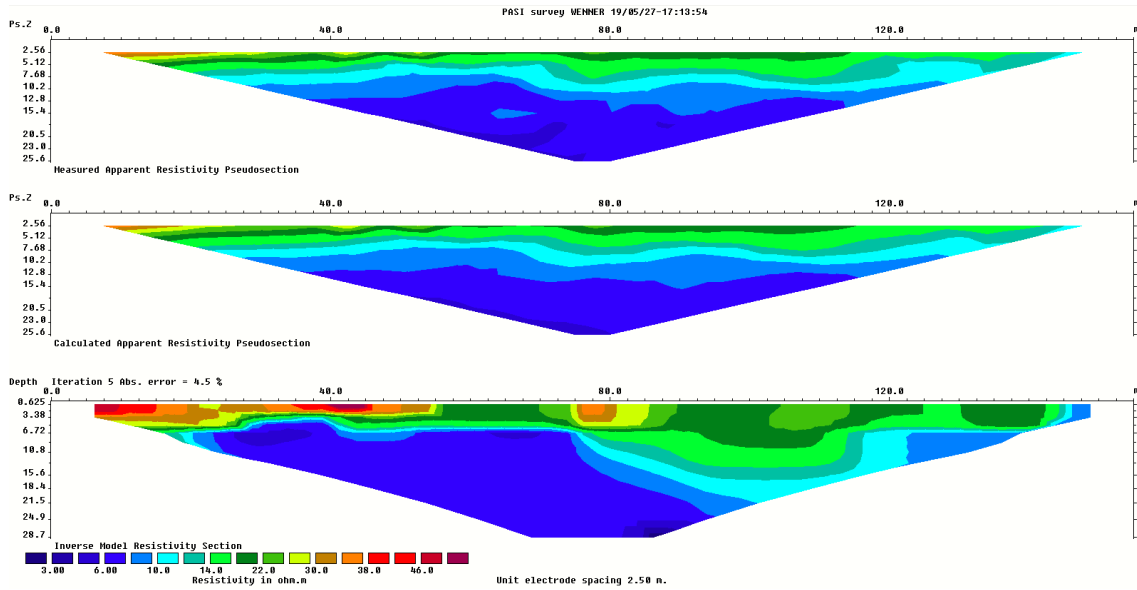 PASI survey WENNER 19/05/27-17:13:54
Ps.Z 0.0 40.0 80.0 120.0 m
2.56
5.12
7.68
10.2
12.8
15.4
20.5
23.0
25.6
Measured Apparent Resistivity Pseudosection
Ps.Z 0.0 40.0 80.0 120.0 m
2.56
5.12
7.68
10.2
12.8
15.4
20.5
23.0
25.6
Calculated Apparent Resistivity Pseudosection
Depth Iteration 5 Abs. error = 4.5 %
0.0 40.0 80.0 120.0 m
0.625
3.38
6.72
10.8
15.6
18.4
21.5
24.9
28.7
Inverse Model Resistivity Section
3.00 6.00 10.0 14.0 22.0 30.0 38.0 46.0
Resistivity in ohm.m Unit electrode spacing 2.50 m.